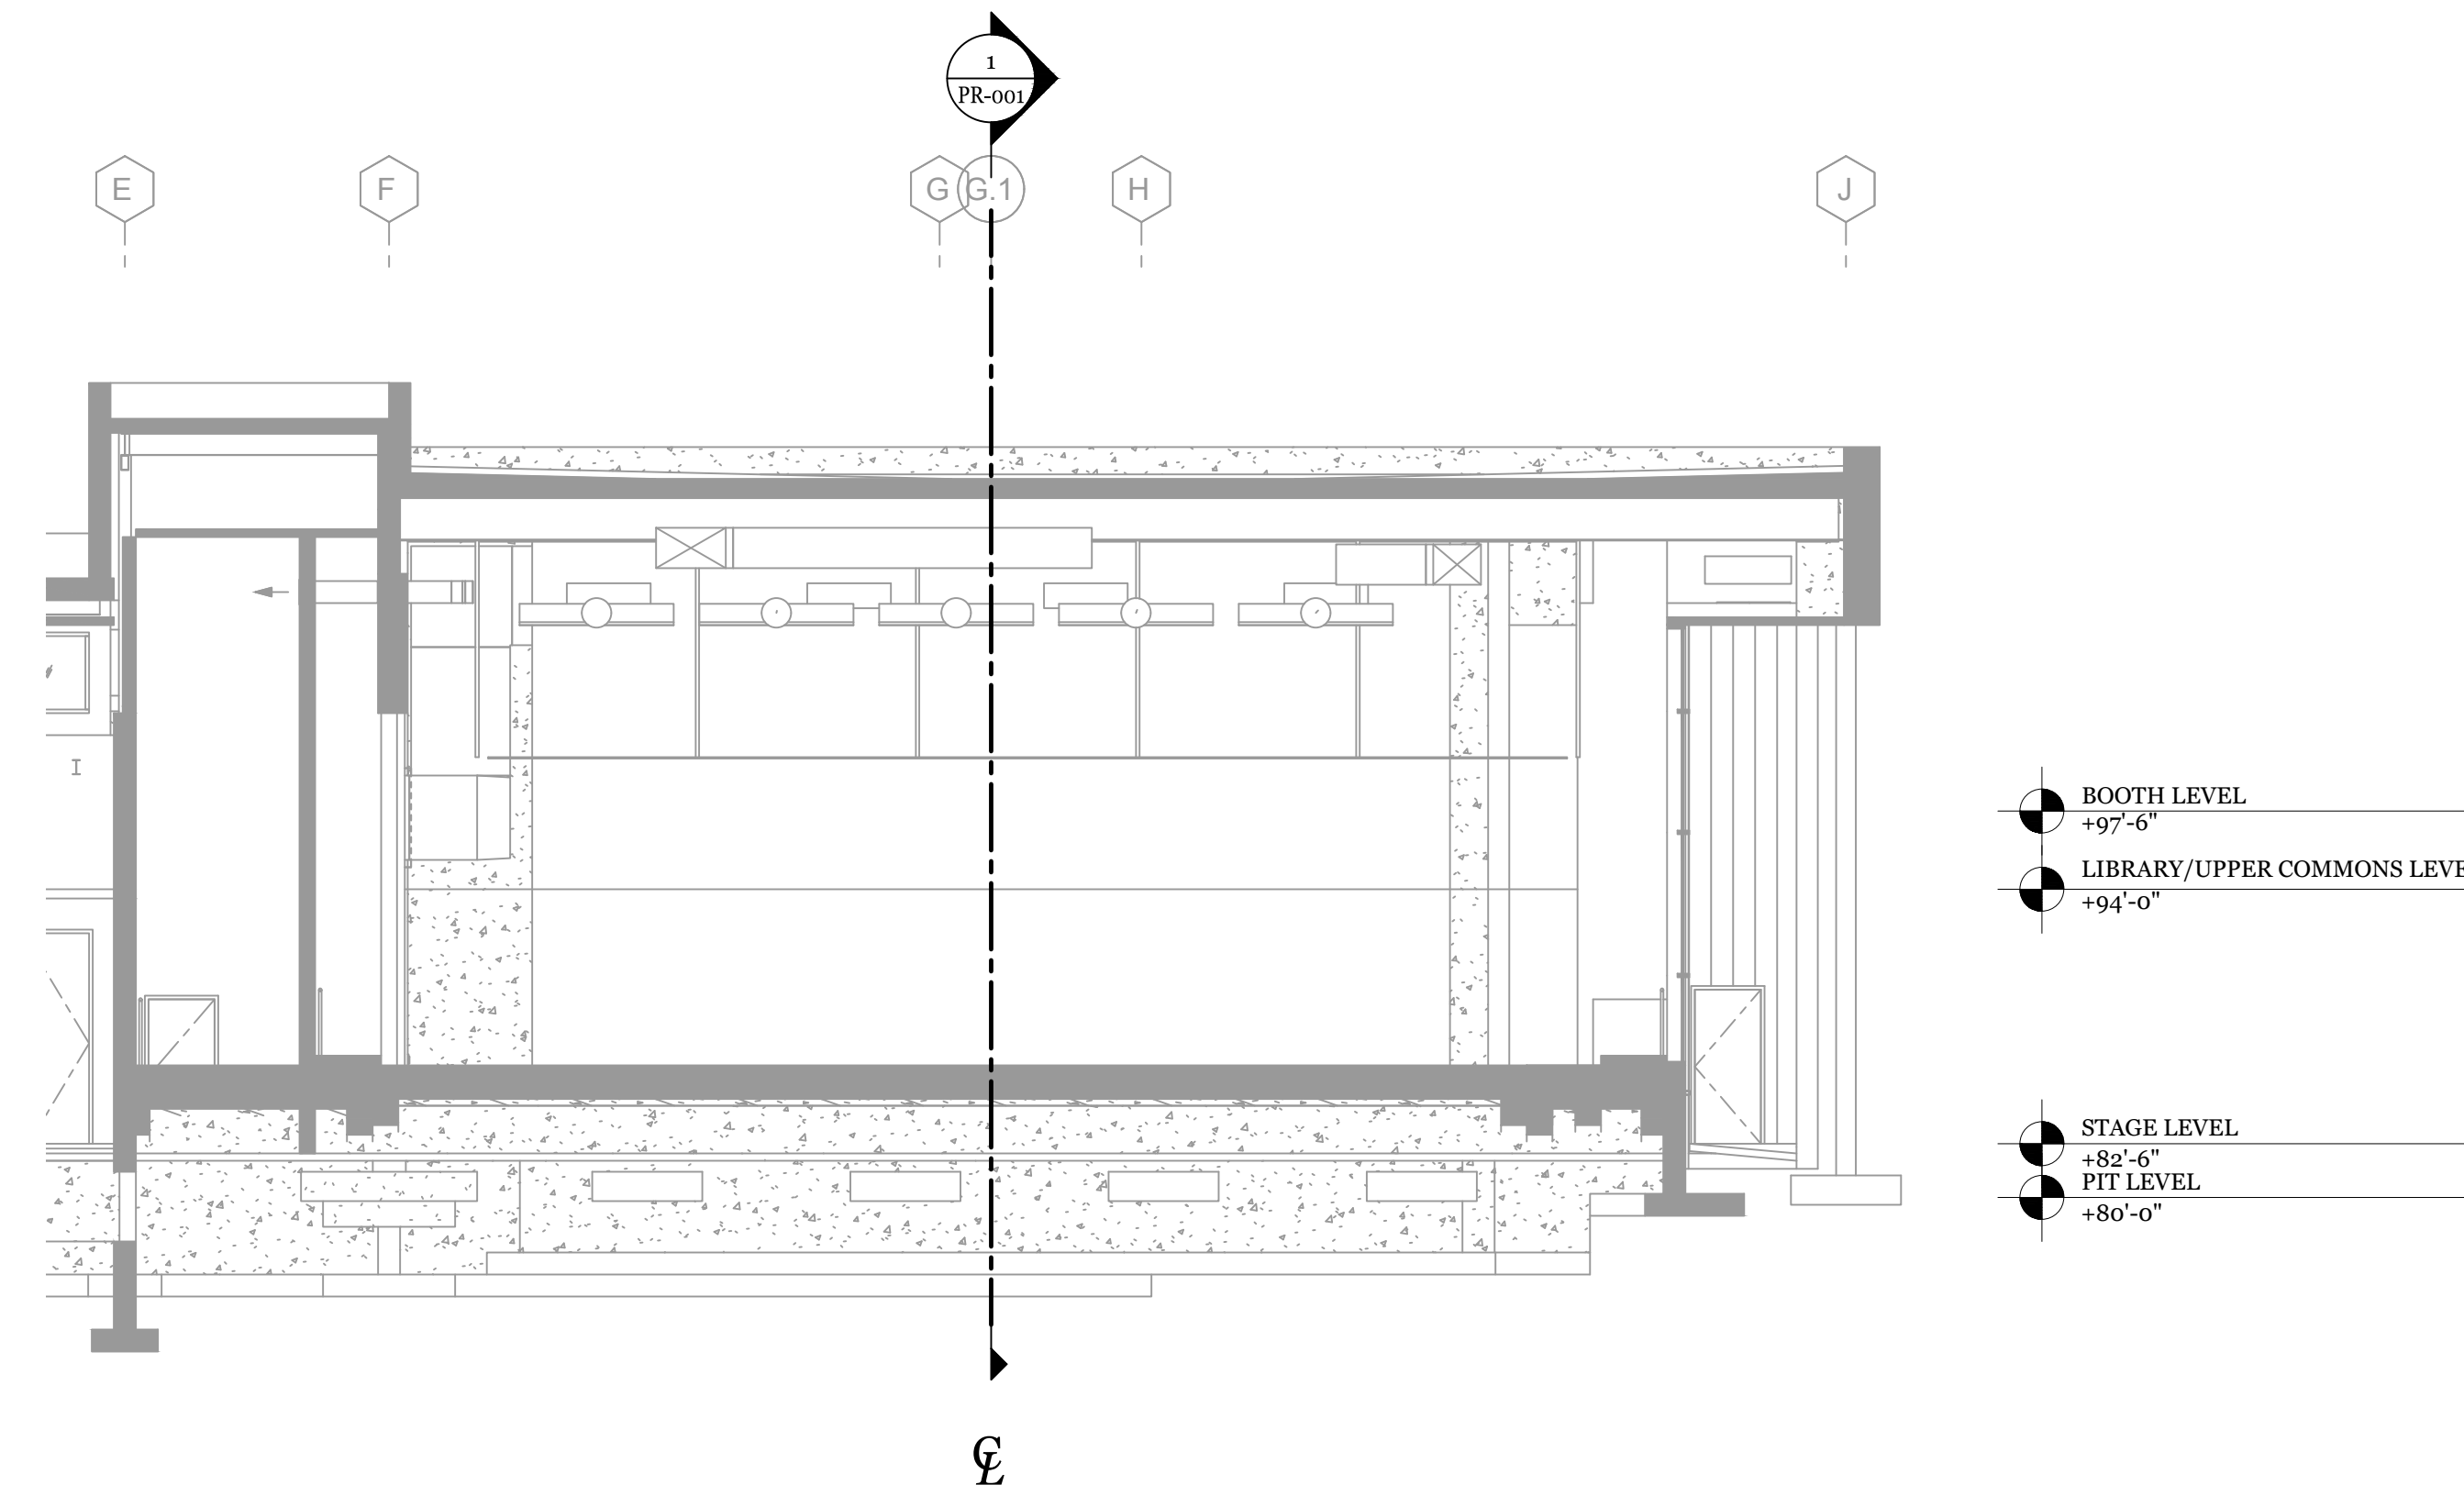 1
PR-001
E
F
G
G.1
H
J
I
BOOTH LEVEL
+97'-6"
LIBRARY/UPPER COMMONS LEVE
+94'-0"
STAGE LEVEL
+82'-6"
PIT LEVEL
+80'-0"
℄